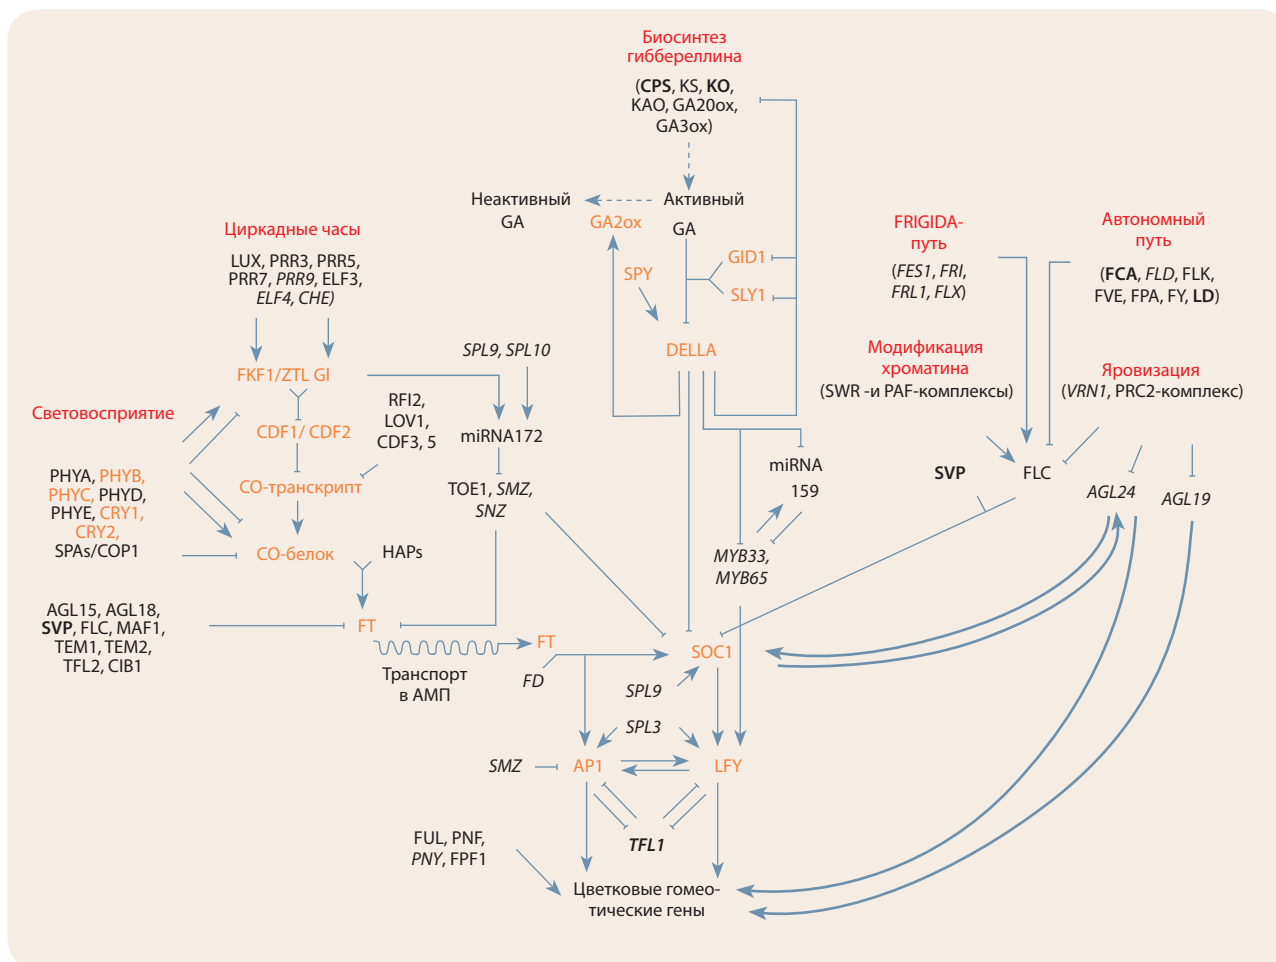 Биосинтез
гиббереллина
(CPS, KS, KO,
KAO, GA20ox,
GA3ox)
Неактивный
GA
Активный
GA
GA2ox
SPY
GID1
SLY1
DELLA
Циркадные часы
LUX, PRR3, PRR5,
PRR7, PRR9, ELF3,
ELF4, CHE)
FKF1/ZTL GI
CDF1/ CDF2
Световосприятие
PHYA, PHYB,
PHYC, PHYD,
PHYE, CRY1,
CRY2,
SPAs/COP1
CO-транскрипт
CO-белок
HAPs
RFI2,
LOV1,
CDF3, 5
SPL9, SPL10
miRNA172
TOE1, SMZ,
SNZ
AGL15, AGL18,
SVP, FLC, MAF1,
TEM1, TEM2,
TFL2, CIB1
FT
Транспорт
в АМП
FT
FD
FRIGIDA-
путь
(FES1, FRI,
FRL1, FLX)
Автономный
путь
(FCA, FLD, FLK,
FVE, FPA, FY, LD)
Модификация
хроматина
(SWR -и PAF-комплексы)
Яровизация
(VRN1, PRC2-комплекс)
miRNA
159
MYB33,
MYB65
SVP
FLC
AGL24
AGL19
SOC1
SPL9
SPL3
SMZ
AP1
LFY
TFL1
FUL, PNF,
PNY, FPF1
Цветковые гомео-
тические гены